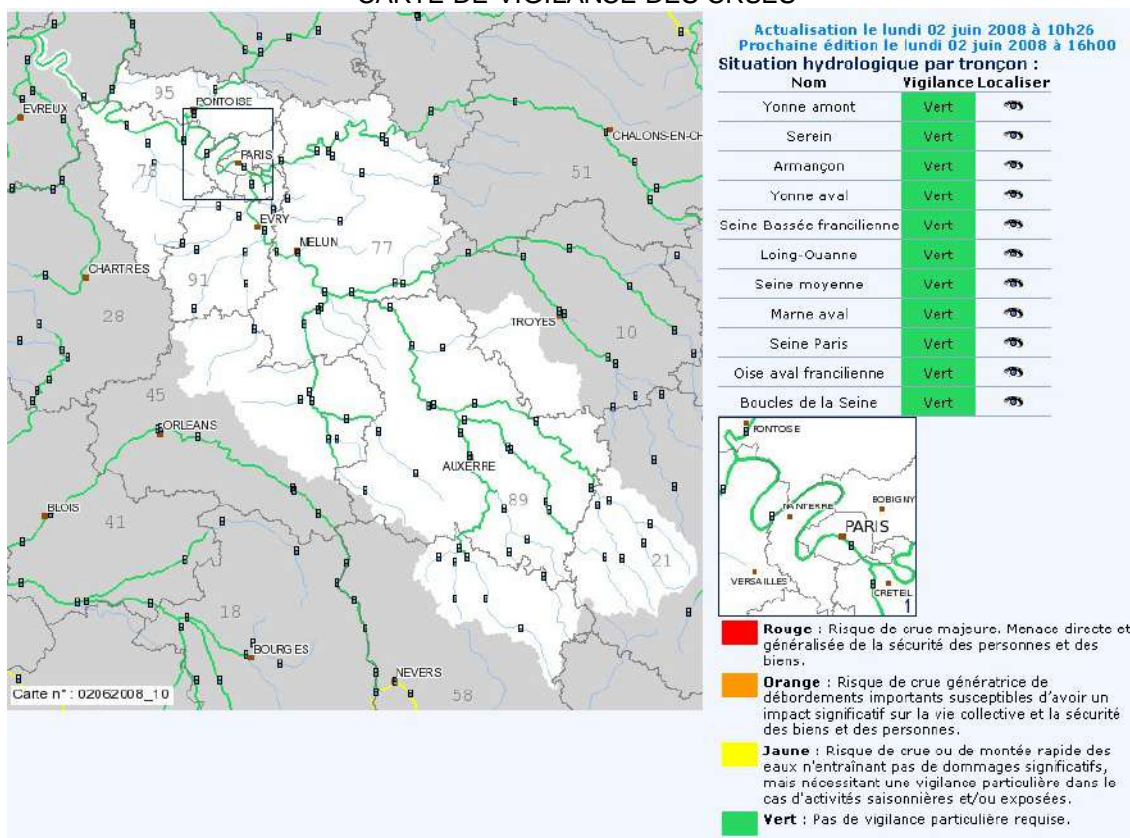 CARTE DE VIGILANCE DES CRUES
95
PONTOISE
EVREUX
PARIS
78
CHALONS-EN-CH
51
EVRY
MELUN
77
CHARTRES
91
28
TROYES
10
45
ORLEANS
AUXERRE
89
BLOIS
41
21
18
BOURGES
NEVERS
58
Carte n° : 02062008_10
Actualisation le lundi 02 juin 2008 à 10h26
Prochaine édition le lundi 02 juin 2008 à 16h00
Situation hydrologique par tronçon :
Nom Vigilance Localiser
Yonne amont Vert
Serein Vert
Armançon Vert
Yonne aval Vert
Seine Bassée francilienne Vert
Loing-Ouanne Vert
Seine moyenne Vert
Marne aval Vert
Seine Paris Vert
Oise aval francilienne Vert
Boucles de la Seine Vert
PONTOISE
NANTERRE
BOBIGNY
PARIS
VERSAILLES
CRETEIL
1
Rouge : Risque de crue majeure. Menace directe et
généralisée de la sécurité des personnes et des
biens.
Orange : Risque de crue génératrice de
débordements importants susceptibles d'avoir un
impact significatif sur la vie collective et la sécurité
des biens et des personnes.
Jaune : Risque de crue ou de montée rapide des
eaux n'entraînant pas de dommages significatifs,
mais nécessitant une vigilance particulière dans le
cas d'activités saisonnières et/ou exposées.
Vert : Pas de vigilance particulière requise.